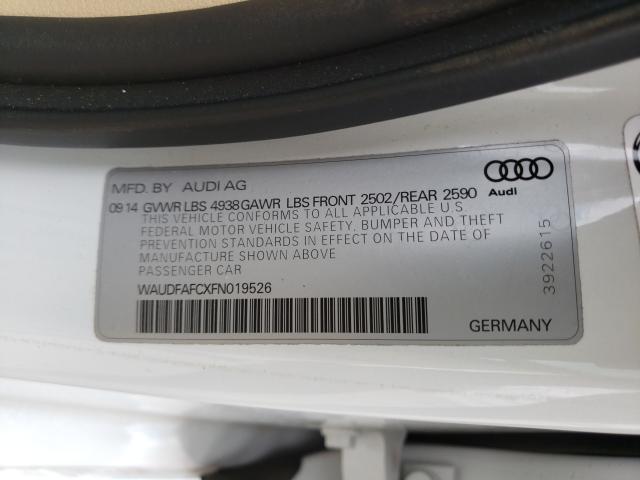 MFD. BY AUDI AG
09 14 GVWR LBS 4938 GAWR LBS FRONT 2502/REAR 2590
THIS VEHICLE CONFORMS TO ALL APPLICABLE U.S.
FEDERAL MOTOR VEHICLE SAFETY, BUMPER AND THEFT
PREVENTION STANDARDS IN EFFECT ON THE DATE OF
MANUFACTURE SHOWN ABOVE
PASSENGER CAR
WAUDFAFCXFN019526
Audi
3922615
GERMANY